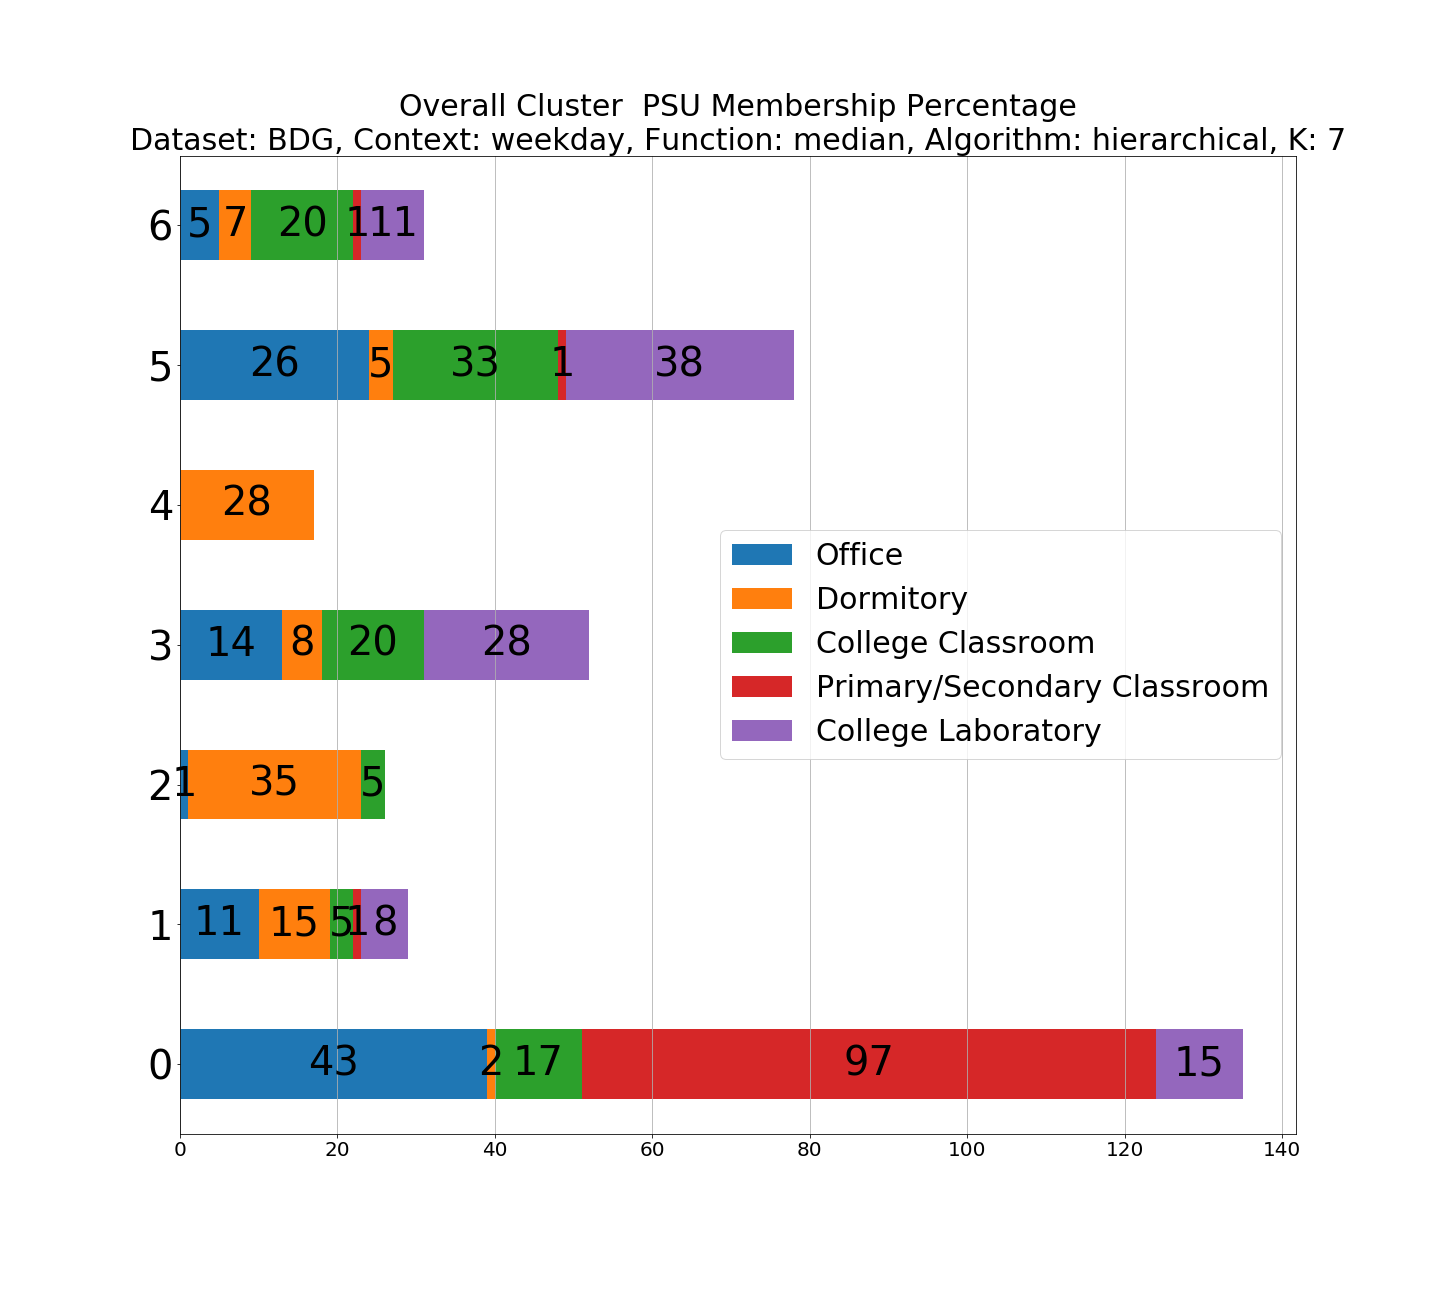 Overall Cluster  PSU Membership Percentage
Dataset: BDG, Context: weekday, Function: median, Algorithm: hierarchical, K: 7
6 5 7 20 1 11
5 26 5 33 1 38
4 28
3 14 8 20 28
2 1 35 5
1 11 15 5 1 8
0 43 2 17 97 15
Office
Dormitory
College Classroom
Primary/Secondary Classroom
College Laboratory
0 20 40 60 80 100 120 140